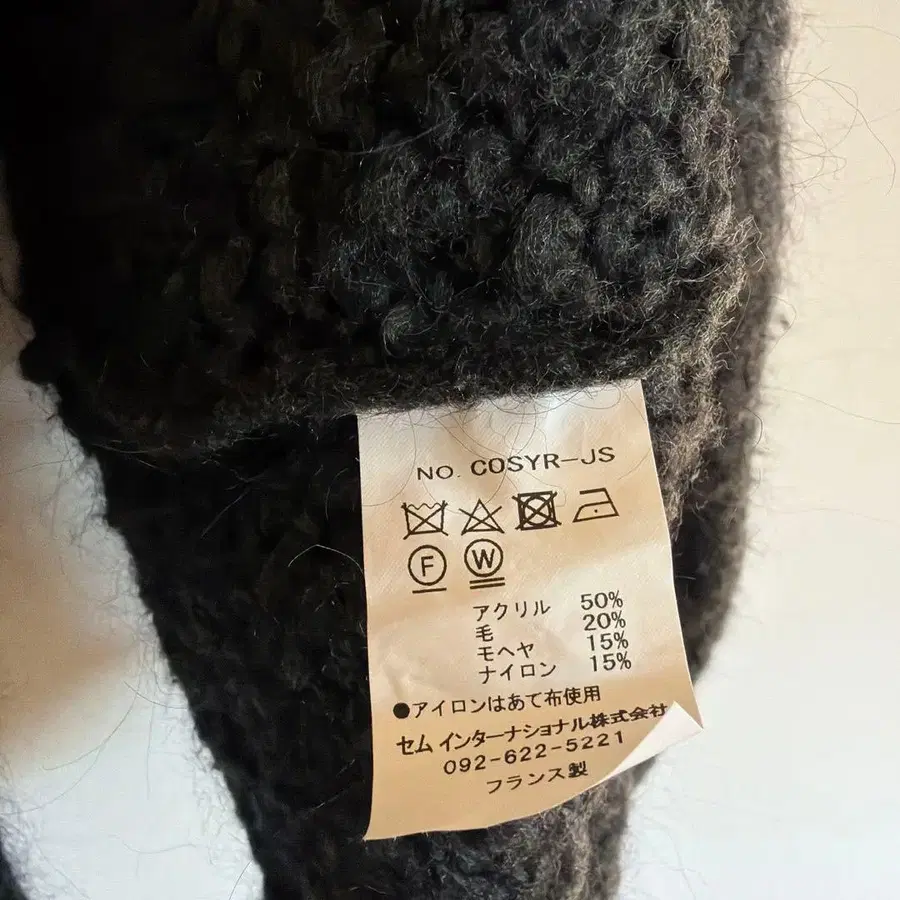 NO. COSYR-JS
F W
アクリル 50%
毛 20%
モヘヤ 15%
ナイロン 15%
●アイロンはあて布使用
セム インターナショナル株式会社
092-622-5221
フランス製